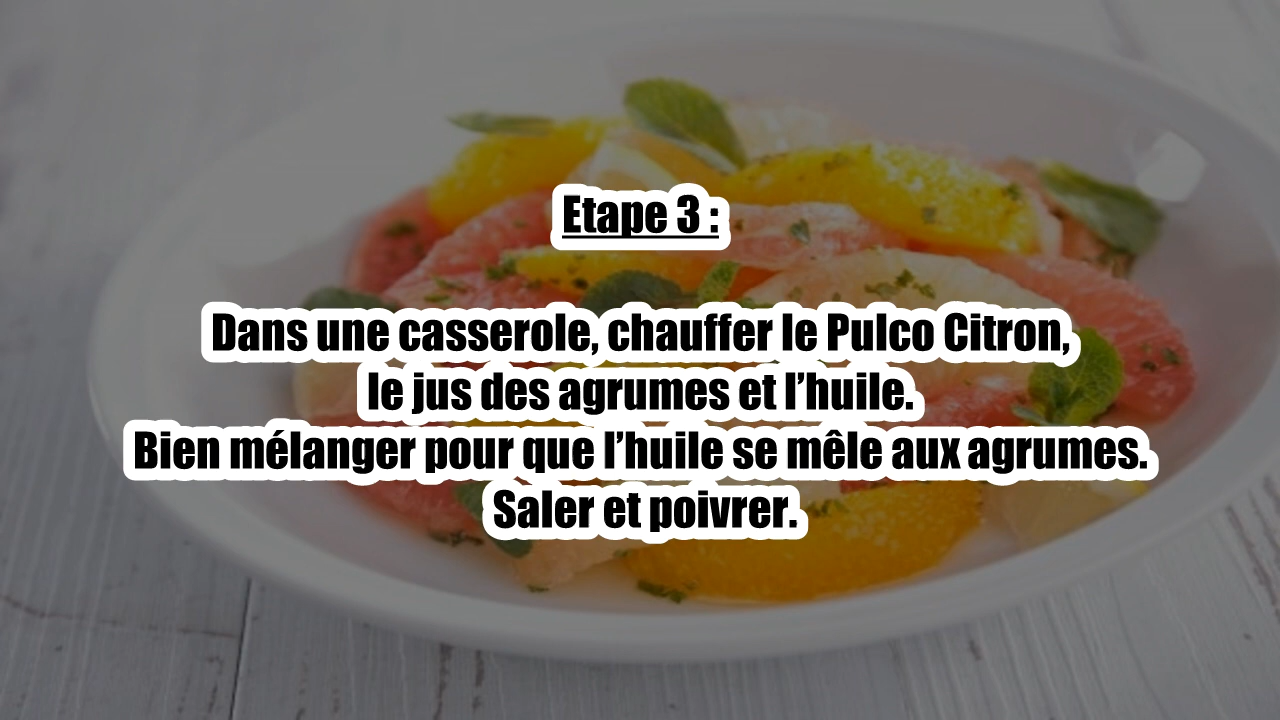 Etape 3 :
Dans une casserole, chauffer le Pulco Citron,
le jus des agrumes et l’huile.
Bien mélanger pour que l’huile se mêle aux agrumes.
Saler et poivrer.